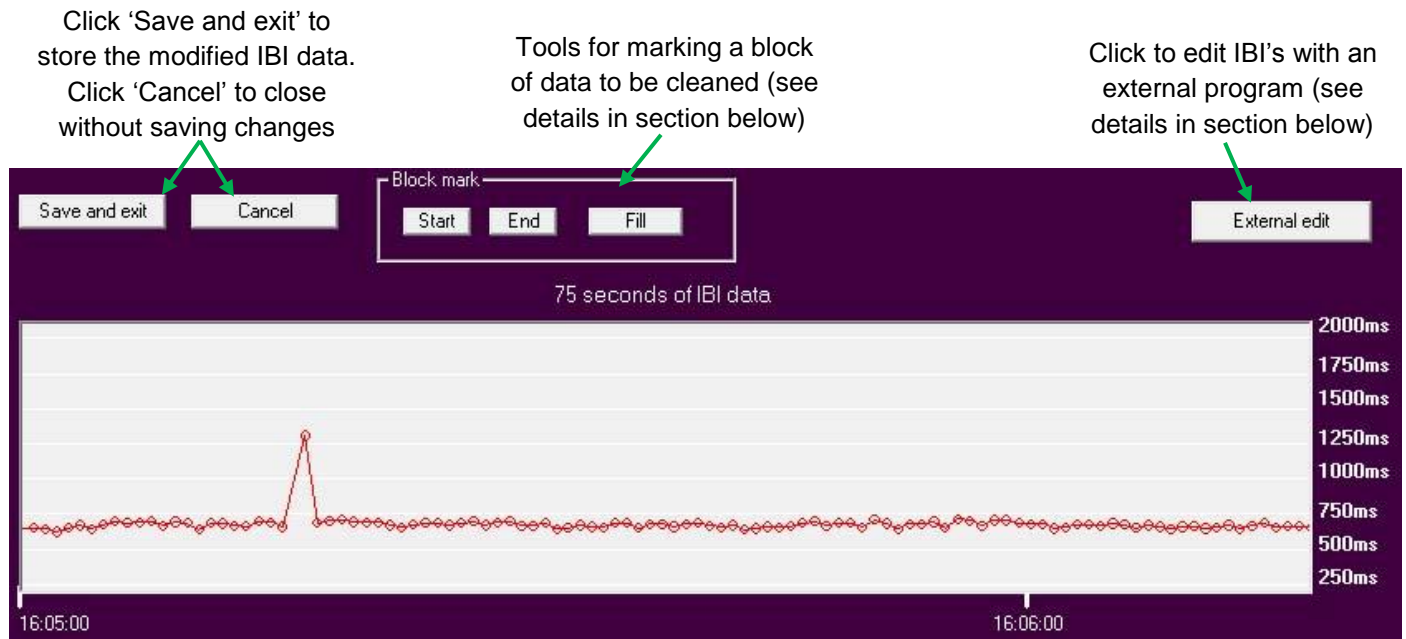 Click ‘Save and exit’ to
store the modified IBI data.
Click ‘Cancel’ to close
without saving changes
Tools for marking a block
of data to be cleaned (see
details in section below)
Click to edit IBI’s with an
external program (see
details in section below)
Save and exit
Cancel
Block mark
Start
End
Fill
External edit
75 seconds of IBI data
2000ms
1750ms
1500ms
1250ms
1000ms
750ms
500ms
250ms
16:05:00
16:06:00